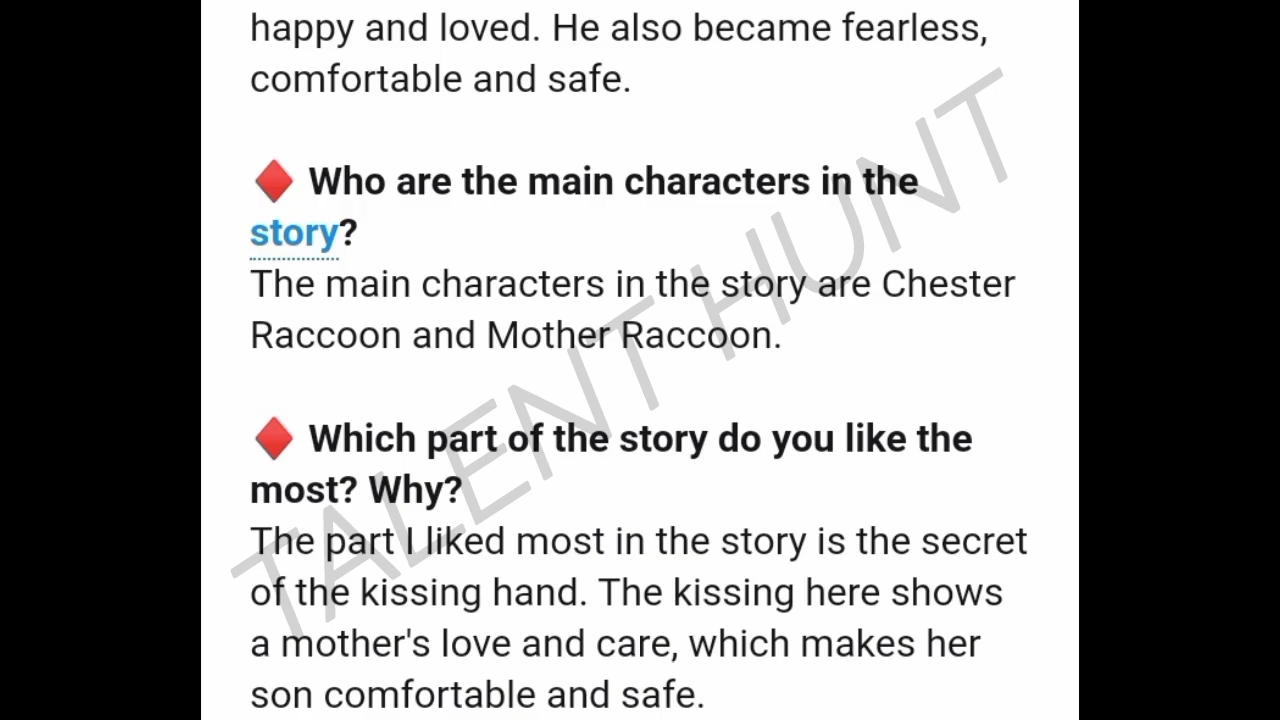 happy and loved. He also became fearless,
comfortable and safe.
♦ Who are the main characters in the
story?
The main characters in the story are Chester
Raccoon and Mother Raccoon.
♦ Which part of the story do you like the
most? Why?
The part I liked most in the story is the secret
of the kissing hand. The kissing here shows
a mother's love and care, which makes her
son comfortable and safe.
TALENT HUNT